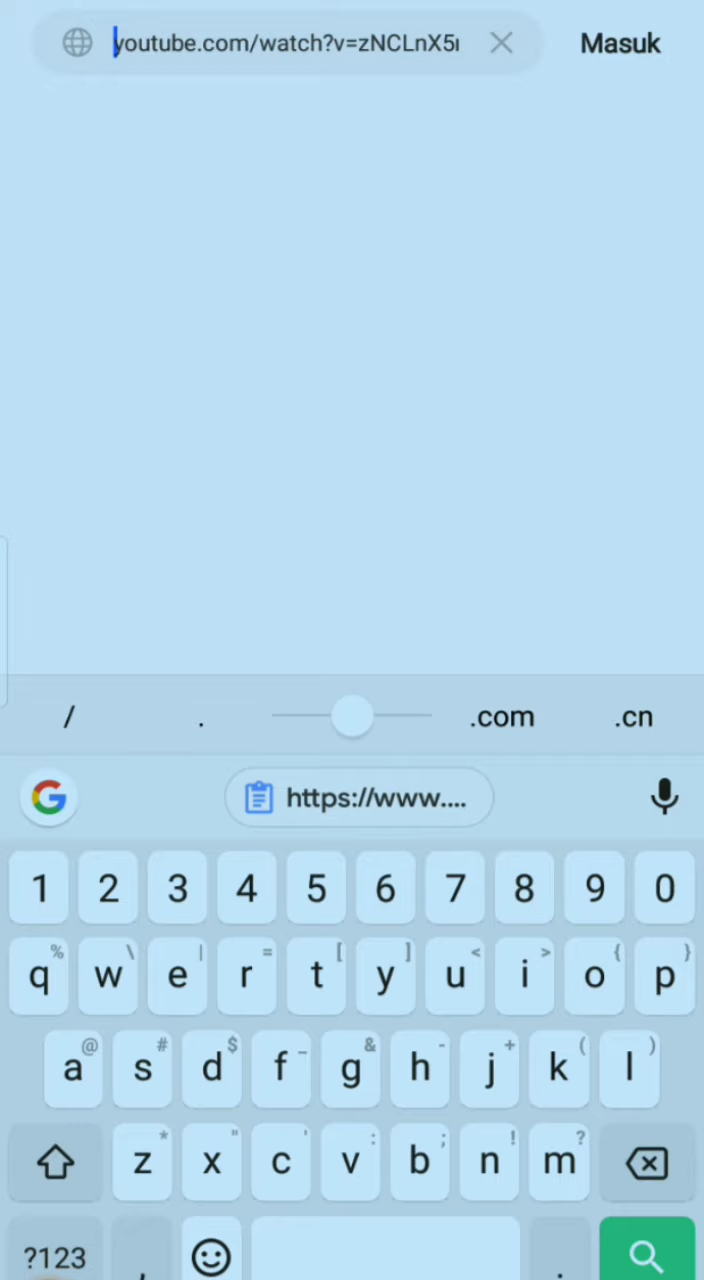 youtube.com/watch?v=zNCLnX5
Masuk
/ . .com .cn
https://www....
1 2 3 4 5 6 7 8 9 0
% \ | = [ ] < > { }
q w e r t y u i o p
@ # $ _ & - + ( )
a s d f g h j k l
* " ' : ; ! ?
z x c v b n m
?123 , .